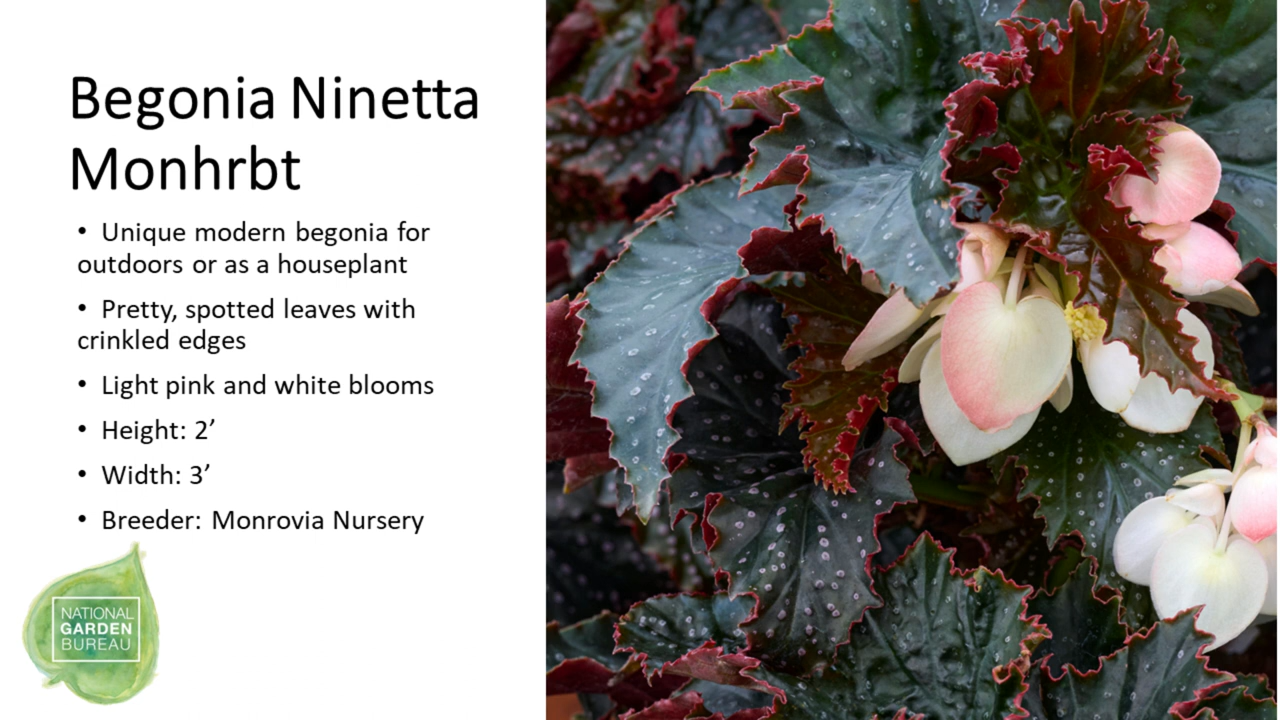 Begonia Ninetta
Monhrbt
• Unique modern begonia for
outdoors or as a houseplant
• Pretty, spotted leaves with
crinkled edges
• Light pink and white blooms
• Height: 2’
• Width: 3’
• Breeder: Monrovia Nursery
NATIONAL
GARDEN
BUREAU